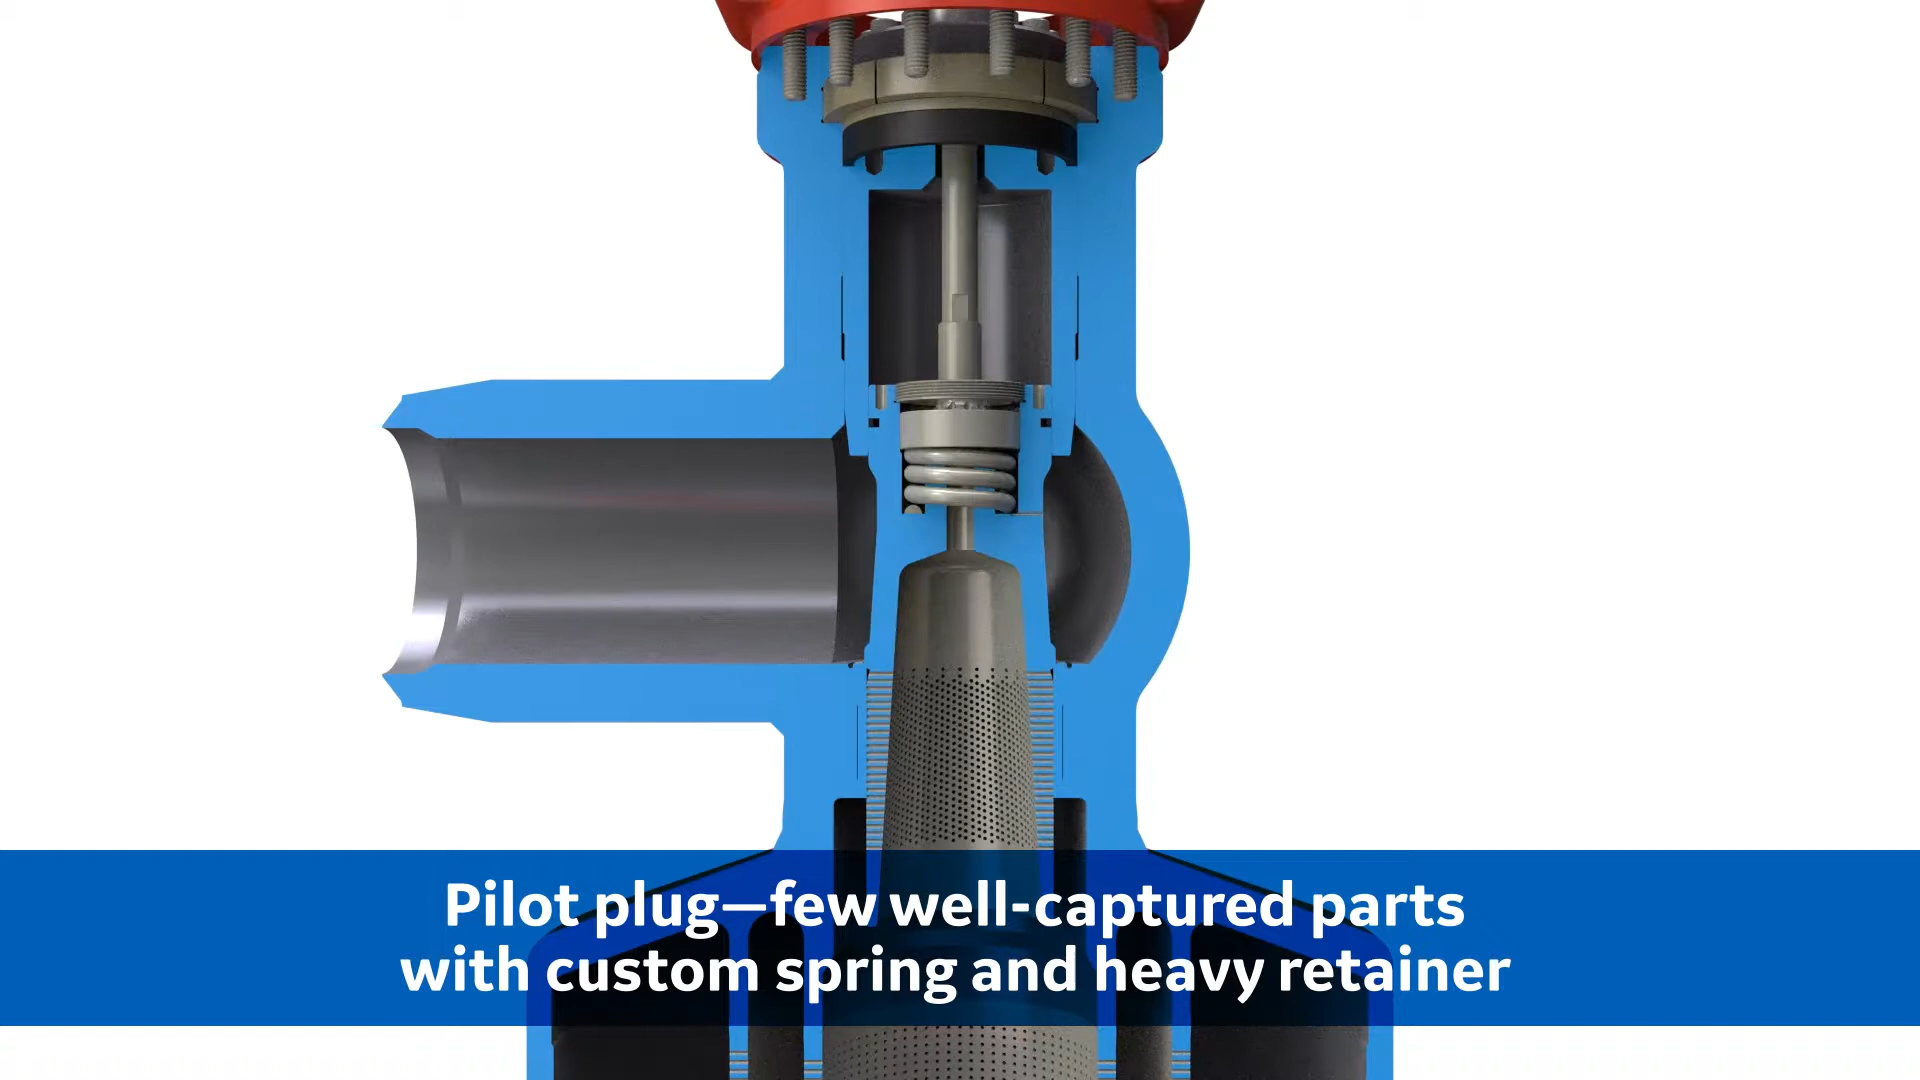 Pilot plug—few well-captured parts
with custom spring and heavy retainer